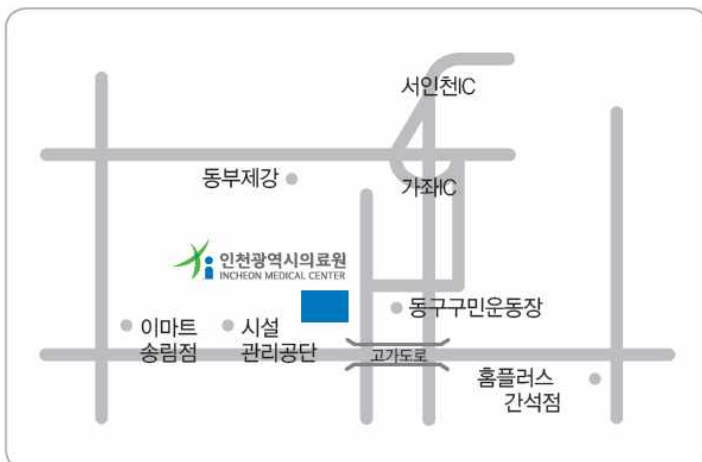 서인천IC
동부제강
가좌IC
인천광역시의료원
INCHEON MEDICAL CENTER
동구구민운동장
이마트
송림점
시설
관리공단
고가도로
홈플러스
간석점